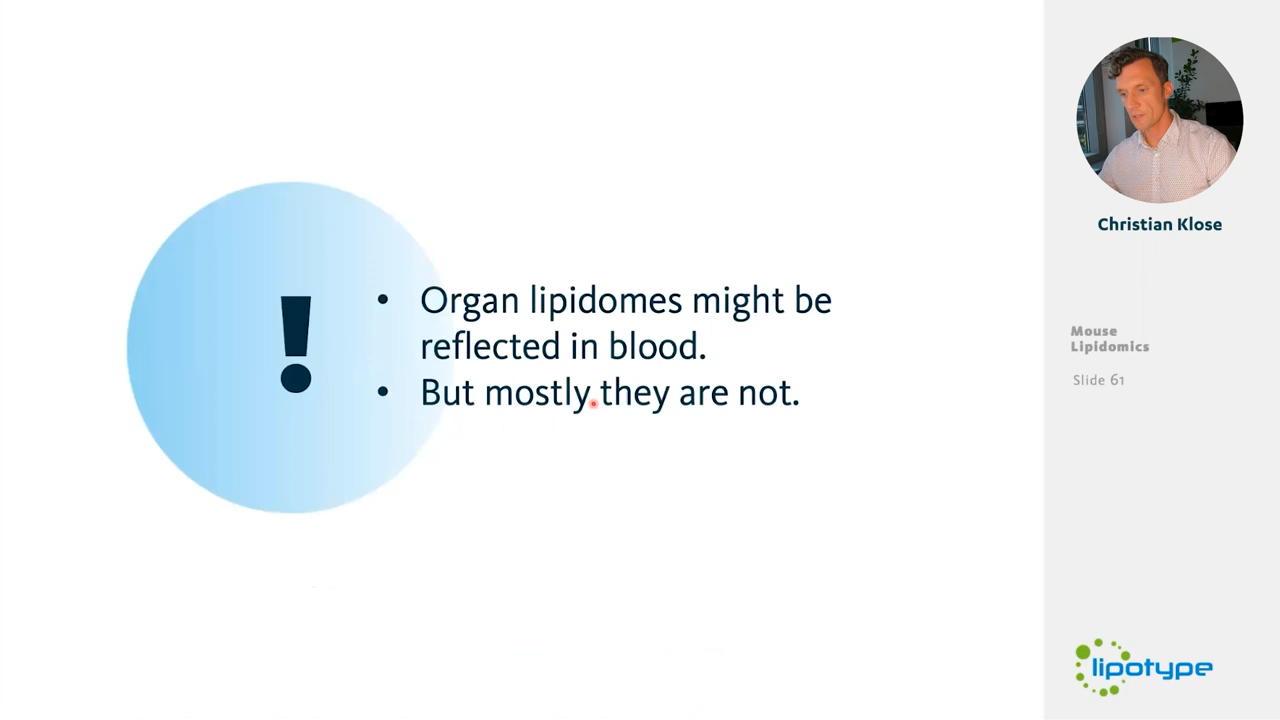 !
• Organ lipidomes might be
reflected in blood.
• But mostly they are not.
Christian Klose
Mouse
Lipidomics
Slide 61
lipotype